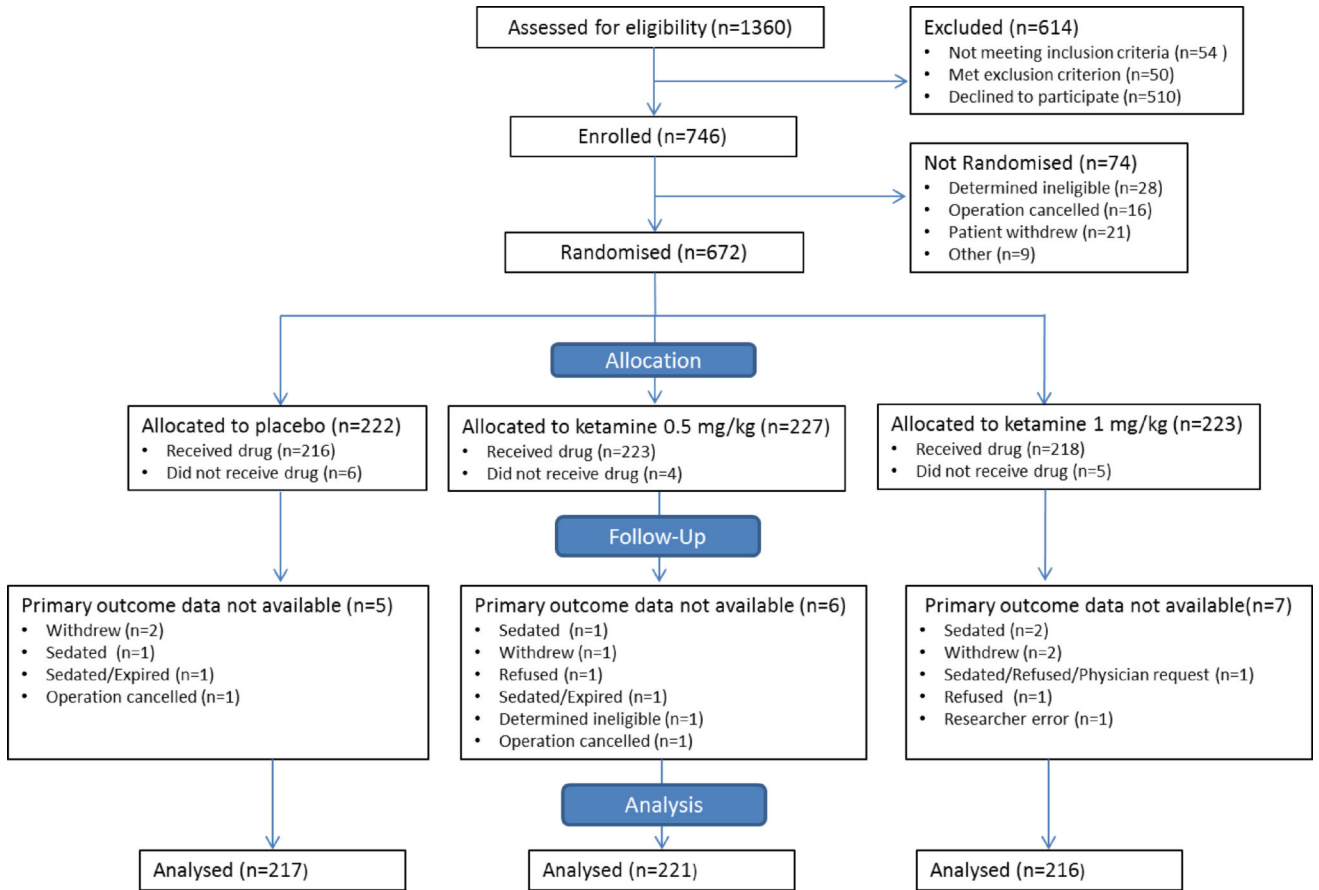 Assessed for eligibility (n=1360)
Excluded (n=614)
• Not meeting inclusion criteria (n=54 )
• Met exclusion criterion (n=50)
• Declined to participate (n=510)
Enrolled (n=746)
Not Randomised (n=74)
• Determined ineligible (n=28)
• Operation cancelled (n=16)
• Patient withdrew (n=21)
• Other (n=9)
Randomised (n=672)
Allocation
Allocated to placebo (n=222)
• Received drug (n=216)
• Did not receive drug (n=6)
Allocated to ketamine 0.5 mg/kg (n=227)
• Received drug (n=223)
• Did not receive drug (n=4)
Allocated to ketamine 1 mg/kg (n=223)
• Received drug (n=218)
• Did not receive drug (n=5)
Follow-Up
Primary outcome data not available (n=5)
• Withdrew (n=2)
• Sedated (n=1)
• Sedated/Expired (n=1)
• Operation cancelled (n=1)
Primary outcome data not available (n=6)
• Sedated (n=1)
• Withdrew (n=1)
• Refused (n=1)
• Sedated/Expired (n=1)
• Determined ineligible (n=1)
• Operation cancelled (n=1)
Primary outcome data not available(n=7)
• Sedated (n=2)
• Withdrew (n=2)
• Sedated/Refused/Physician request (n=1)
• Refused (n=1)
• Researcher error (n=1)
Analysis
Analysed (n=217)
Analysed (n=221)
Analysed (n=216)